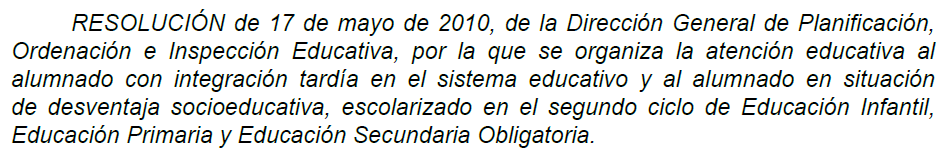 RESOLUCIÓN de 17 de mayo de 2010, de la Dirección General de Planificación,
Ordenación e Inspección Educativa, por la que se organiza la atención educativa al
alumnado con integración tardía en el sistema educativo y al alumnado en situación
de desventaja socioeducativa, escolarizado en el segundo ciclo de Educación Infantil,
Educación Primaria y Educación Secundaria Obligatoria.